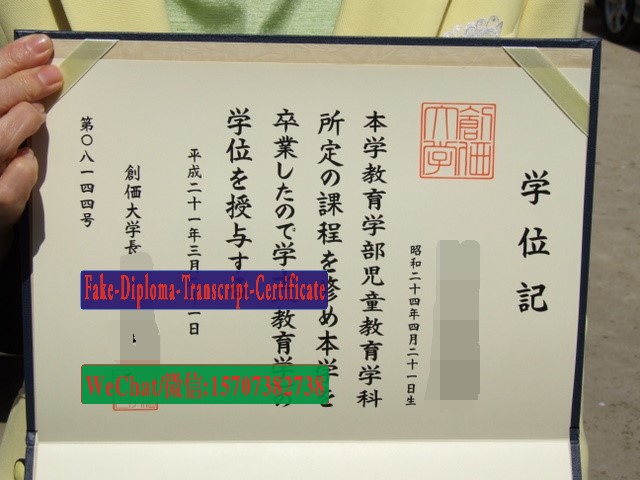 学位記
昭和二十四年四月二十一日生
創価大学
本学教育学部児童教育学科
所定の課程を修め本学を
卒業したので学 教育学の
学位を授与す
平成二十一年三月 一日
創価大学長
第〇八一四四号
Fake-Diploma-Transcript-Certificate
WeChat/微信:15707382738